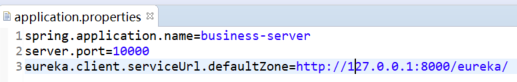 application.properties
1 spring.application.name=business-server
2 server.port=10000
3 eureka.client.serviceUrl.defaultZone=http://127.0.0.1:8000/eureka/